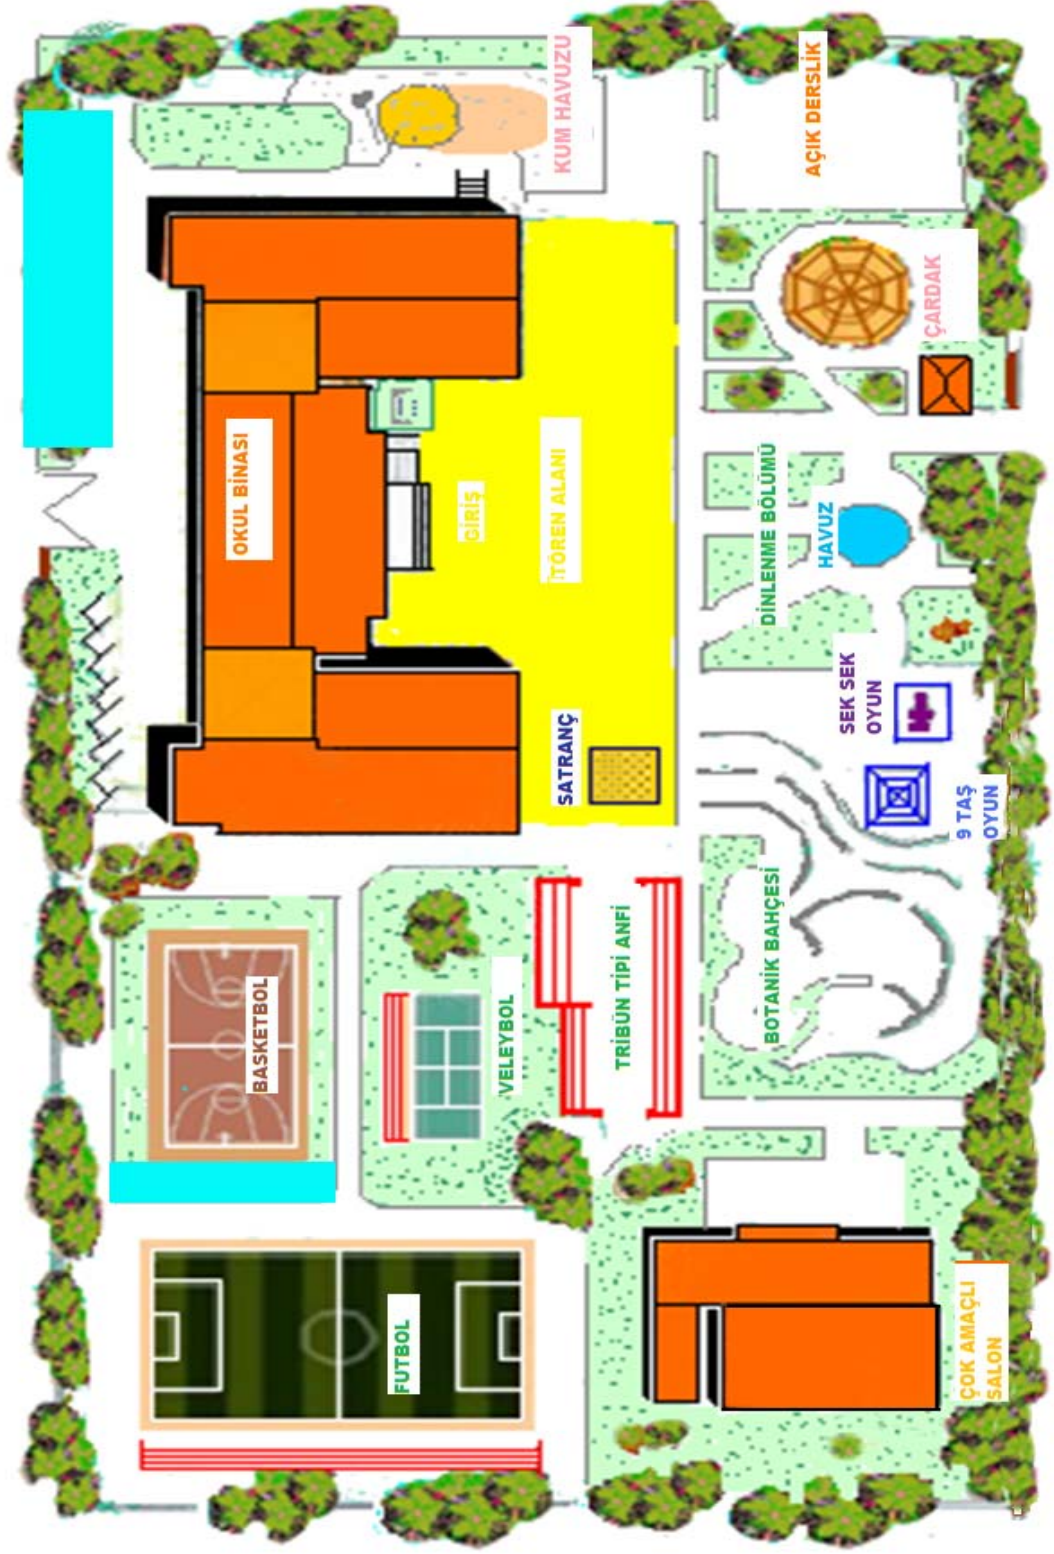 BASKETBOL
OKUL BİNASI
FUTBOL
GİRİŞ
VELEYBOL
SATRANÇ
TÖREN ALANI
KUM HAVUZU
TRİBÜN TİPİ ANFİ
BOTANİK BAHÇESİ
DİNLENME BÖLÜMÜ
AÇIK DERSLİK
HAVUZ
SEK SEK
OYUN
ÇARDAK
ÇOK AMAÇLI
SALON
9 TAŞ
OYUN